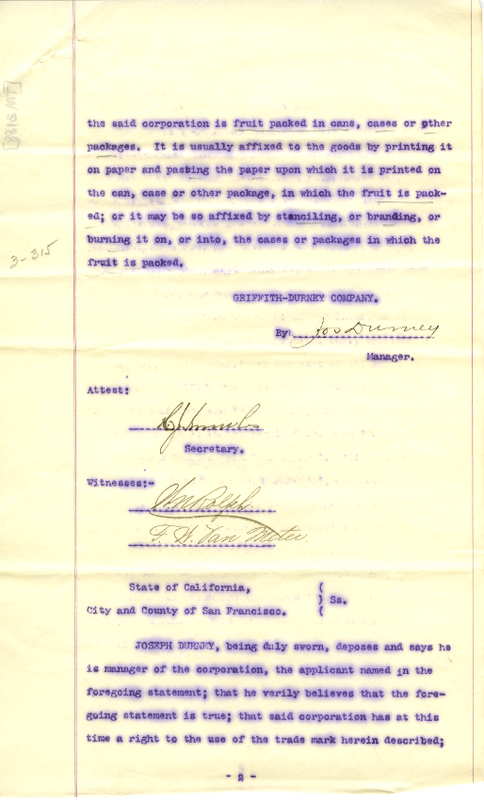 the said corporation is fruit packed in cans, cases or other
packages.  It is usually affixed to the goods by printing it
on paper and pasting the paper upon which it is printed on
the can, case or other package, in which the fruit is pack-
ed; or it may be so affixed by stenciling, or branding, or
burning it on, or into, the cases or packages in which the
fruit is packed.
3-315
GRIFFITH-DURNEY COMPANY.
By: Jos Durney
Manager.
Attest:
Secretary.
Witnesses:-
Wm Rolph
F. H. Van Meter.
State of California,
City and County of San Francisco.
( ) ( Ss.
JOSEPH DURNEY, being duly sworn, deposes and says he
is manager of the corporation, the applicant named in the
foregoing statement; that he verily believes that the fore-
going statement is true; that said corporation has at this
time a right to the use of the trade mark herein described;
- 2 -